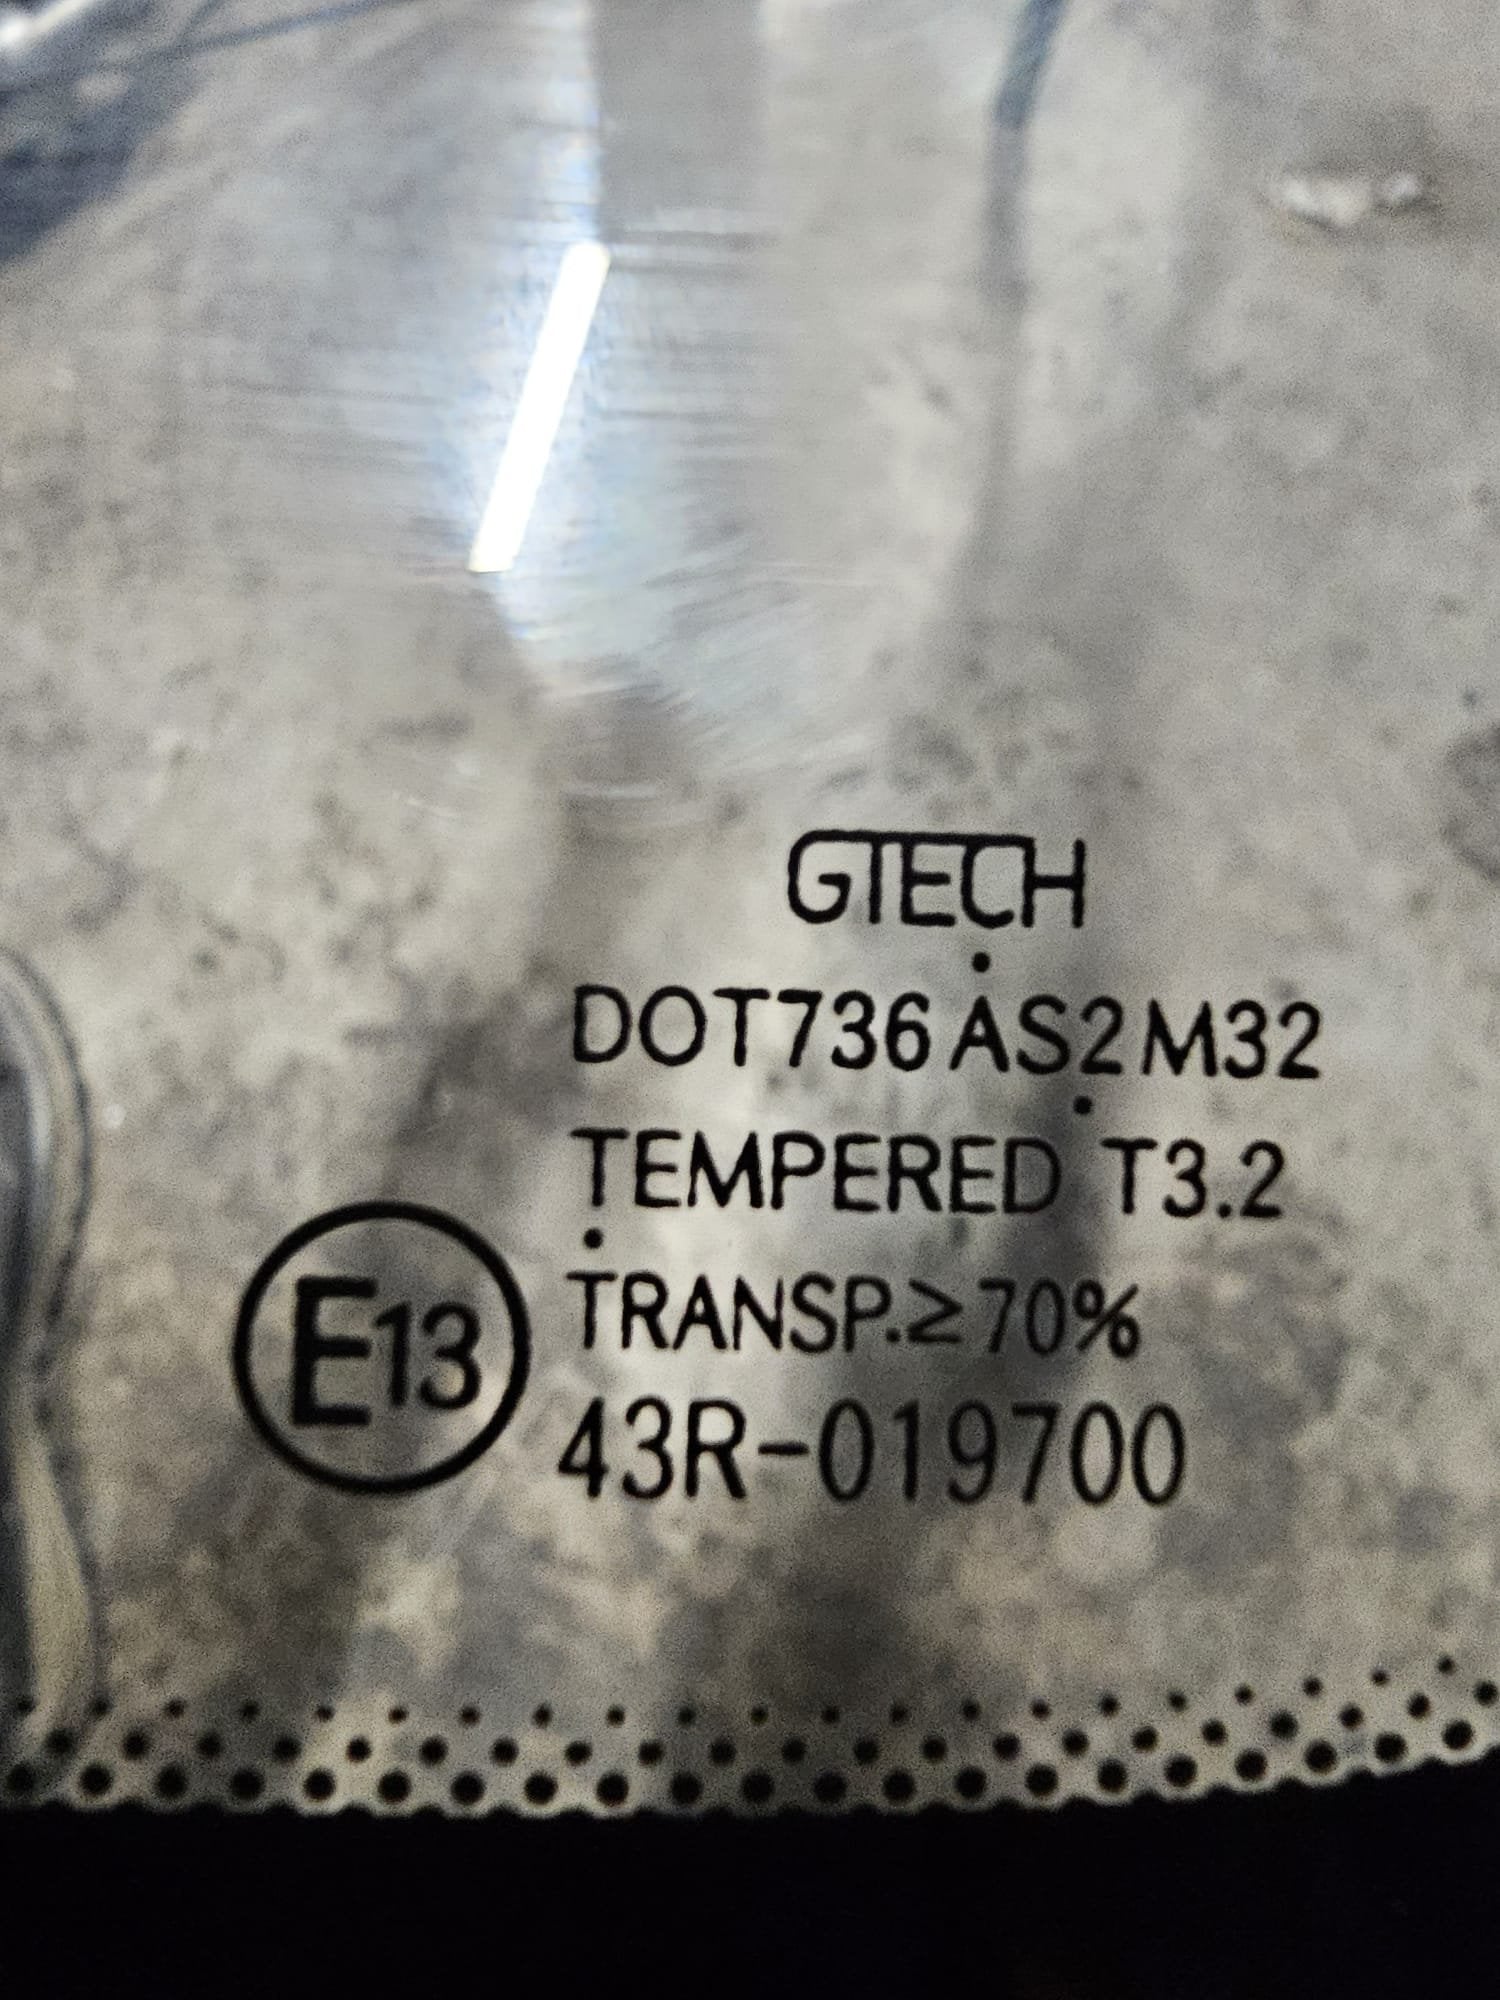 GTECH
DOT736 AS2 M32
TEMPERED T3.2
TRANSP.≥70%
E13
43R-019700